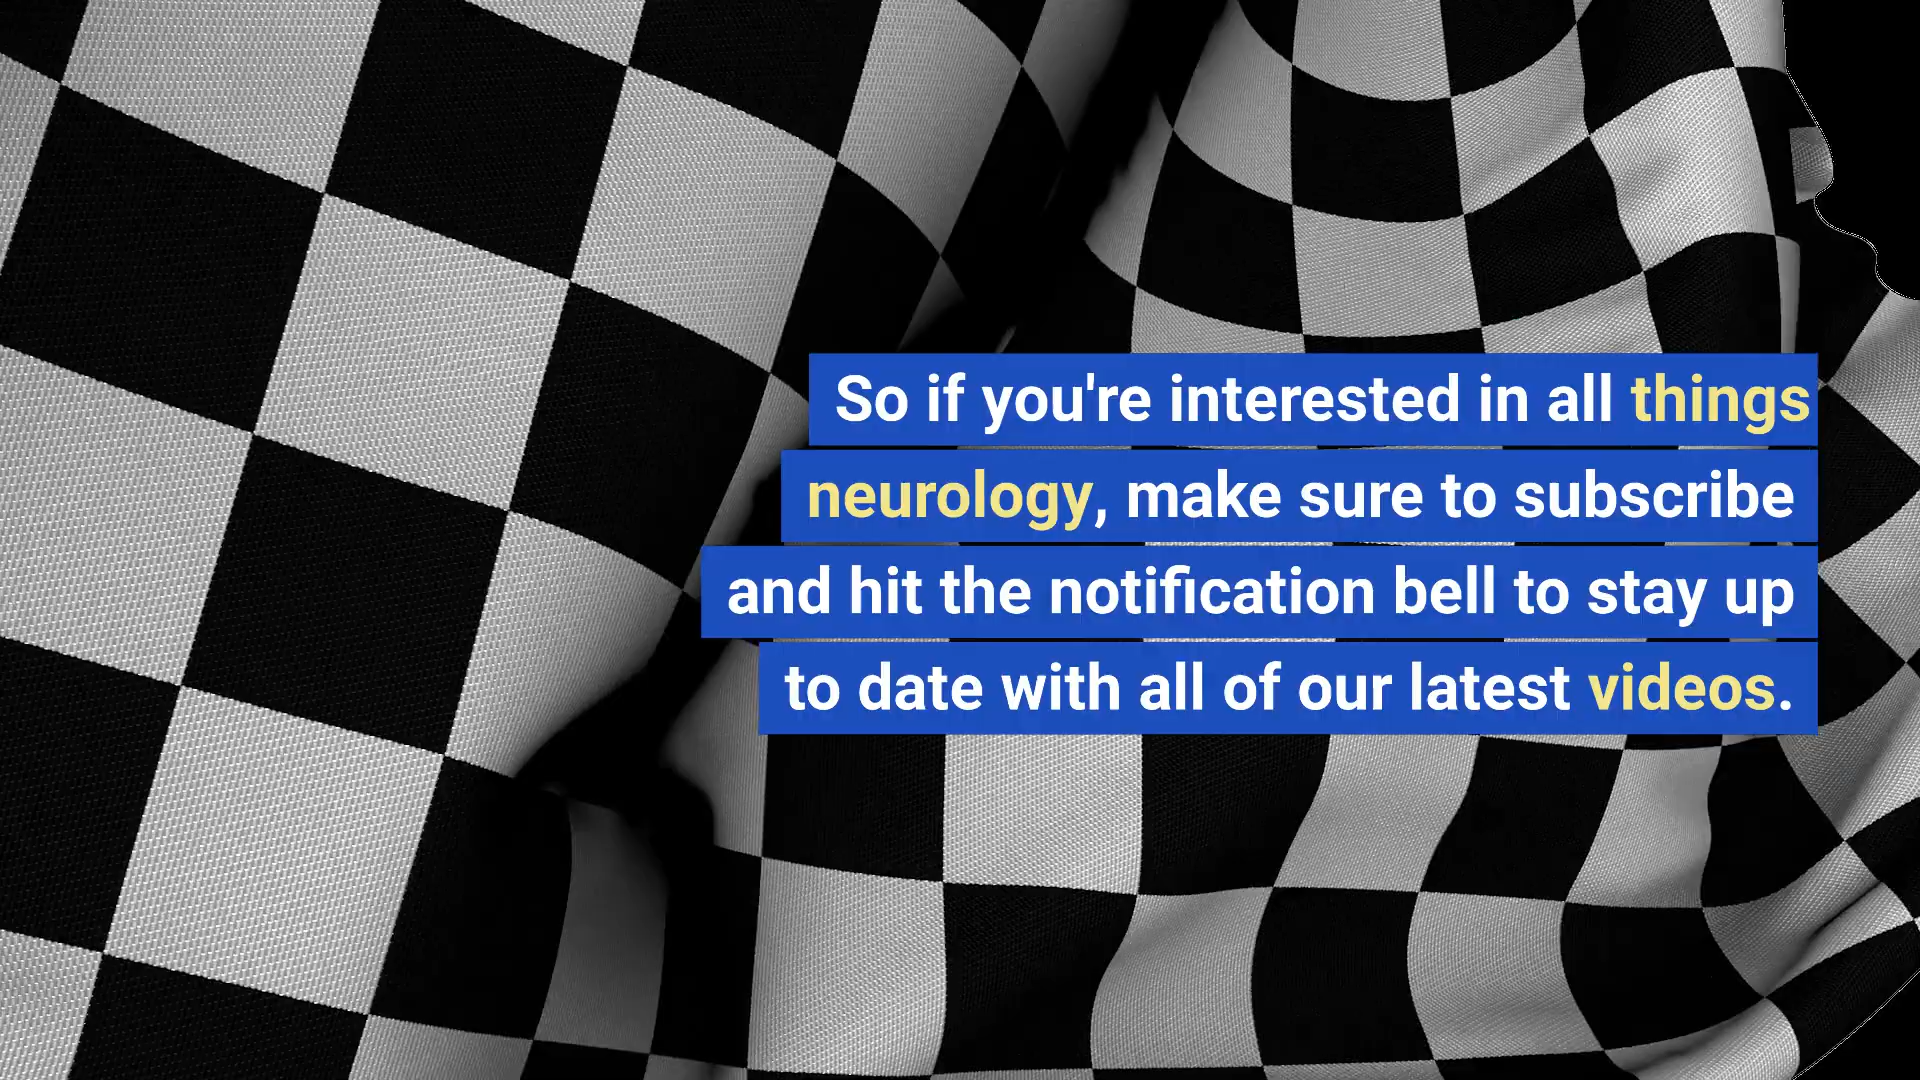 So if you're interested in all things
neurology, make sure to subscribe
and hit the notification bell to stay up
to date with all of our latest videos.